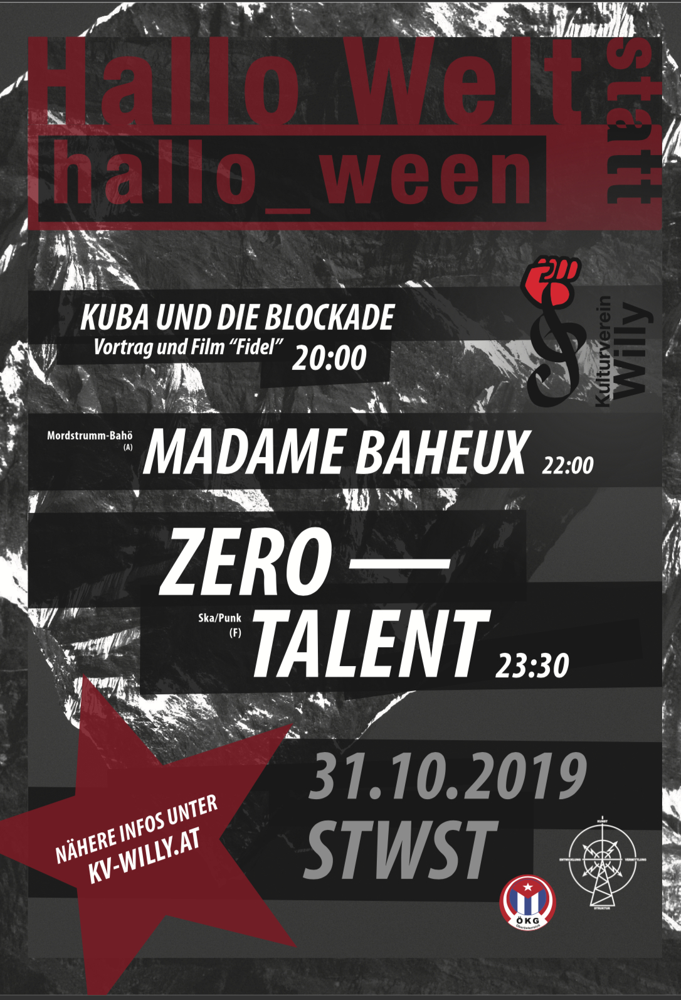 Hallo Welt
statt
hallo_ween
KUBA UND DIE BLOCKADE
Vortrag und Film “Fidel”
20:00
Kulturverein
Willy
Mordstrumm-Bahö
(A)
MADAME BAHEUX 22:00
ZERO —
Ska/Punk
(F)
TALENT 23:30
31.10.2019
STWST
NÄHERE INFOS UNTER
KV-WILLY.AT
KUNST
ENTWICKLUNG
VERMITTLUNG
STRUKTUR
ÖKG
Oberösterreich